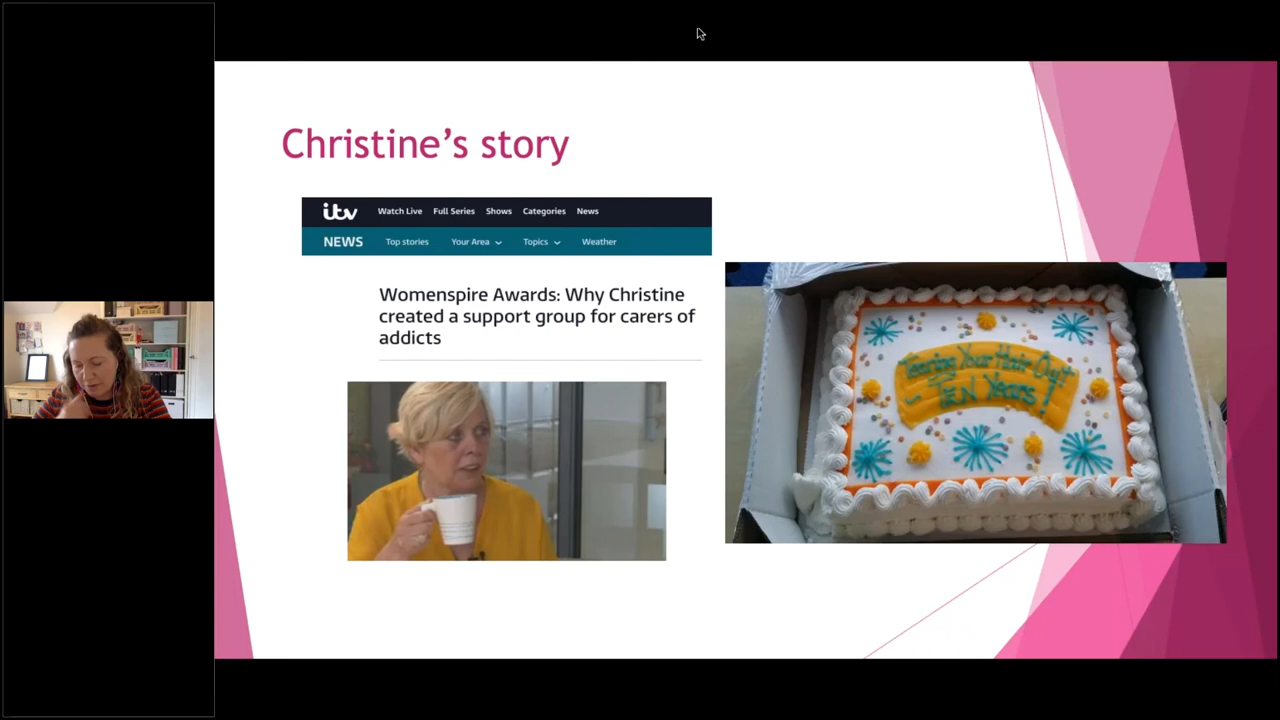 Christine's story
itv Watch Live Full Series Shows Categories News
NEWS Top stories Your Area Topics Weather
Womenspire Awards: Why Christine
created a support group for carers of
addicts
Tearing Your Hair Out
- TEN Years!